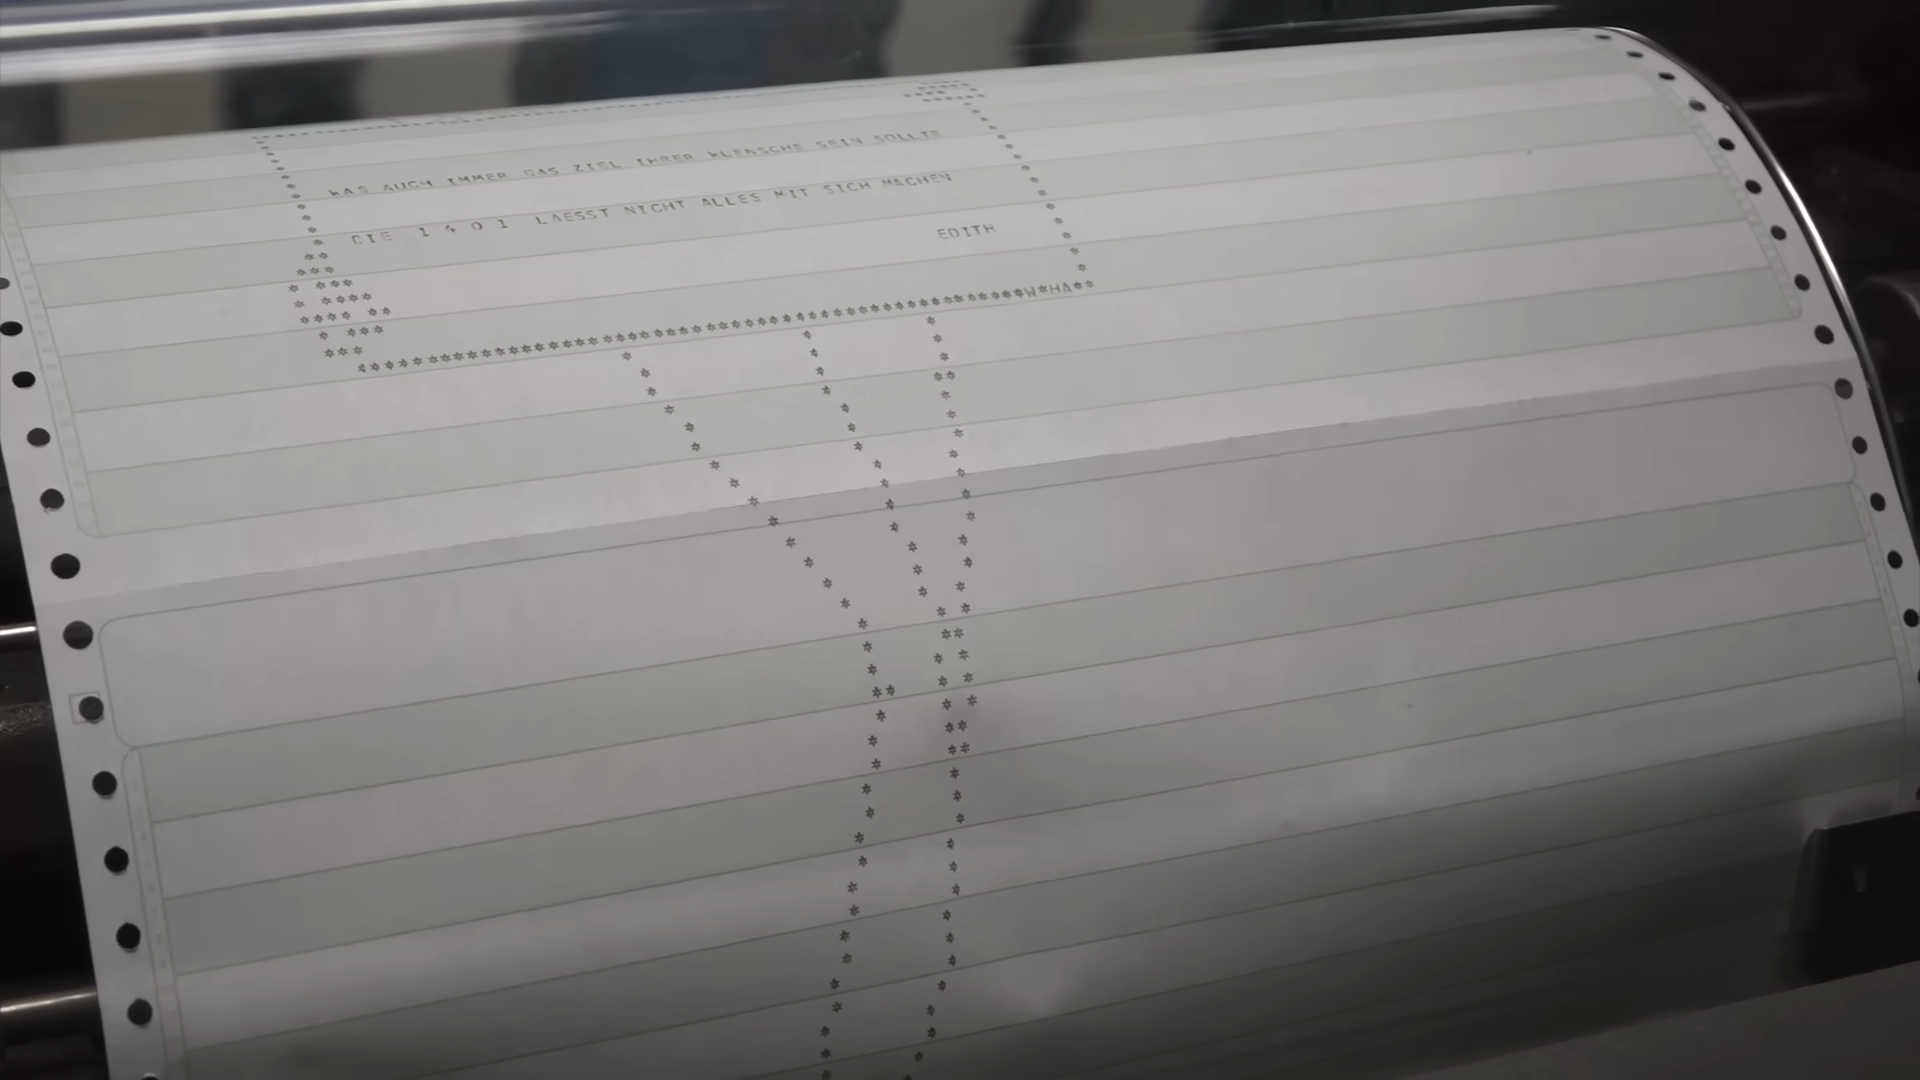 WAS AUCH IMMER DAS ZIEL IHRER WUENSCHE SEIN SOLLTE
DIE 1 4 0 1 LAESST NICHT ALLES MIT SICH MACHEN
EDITH
W*HA